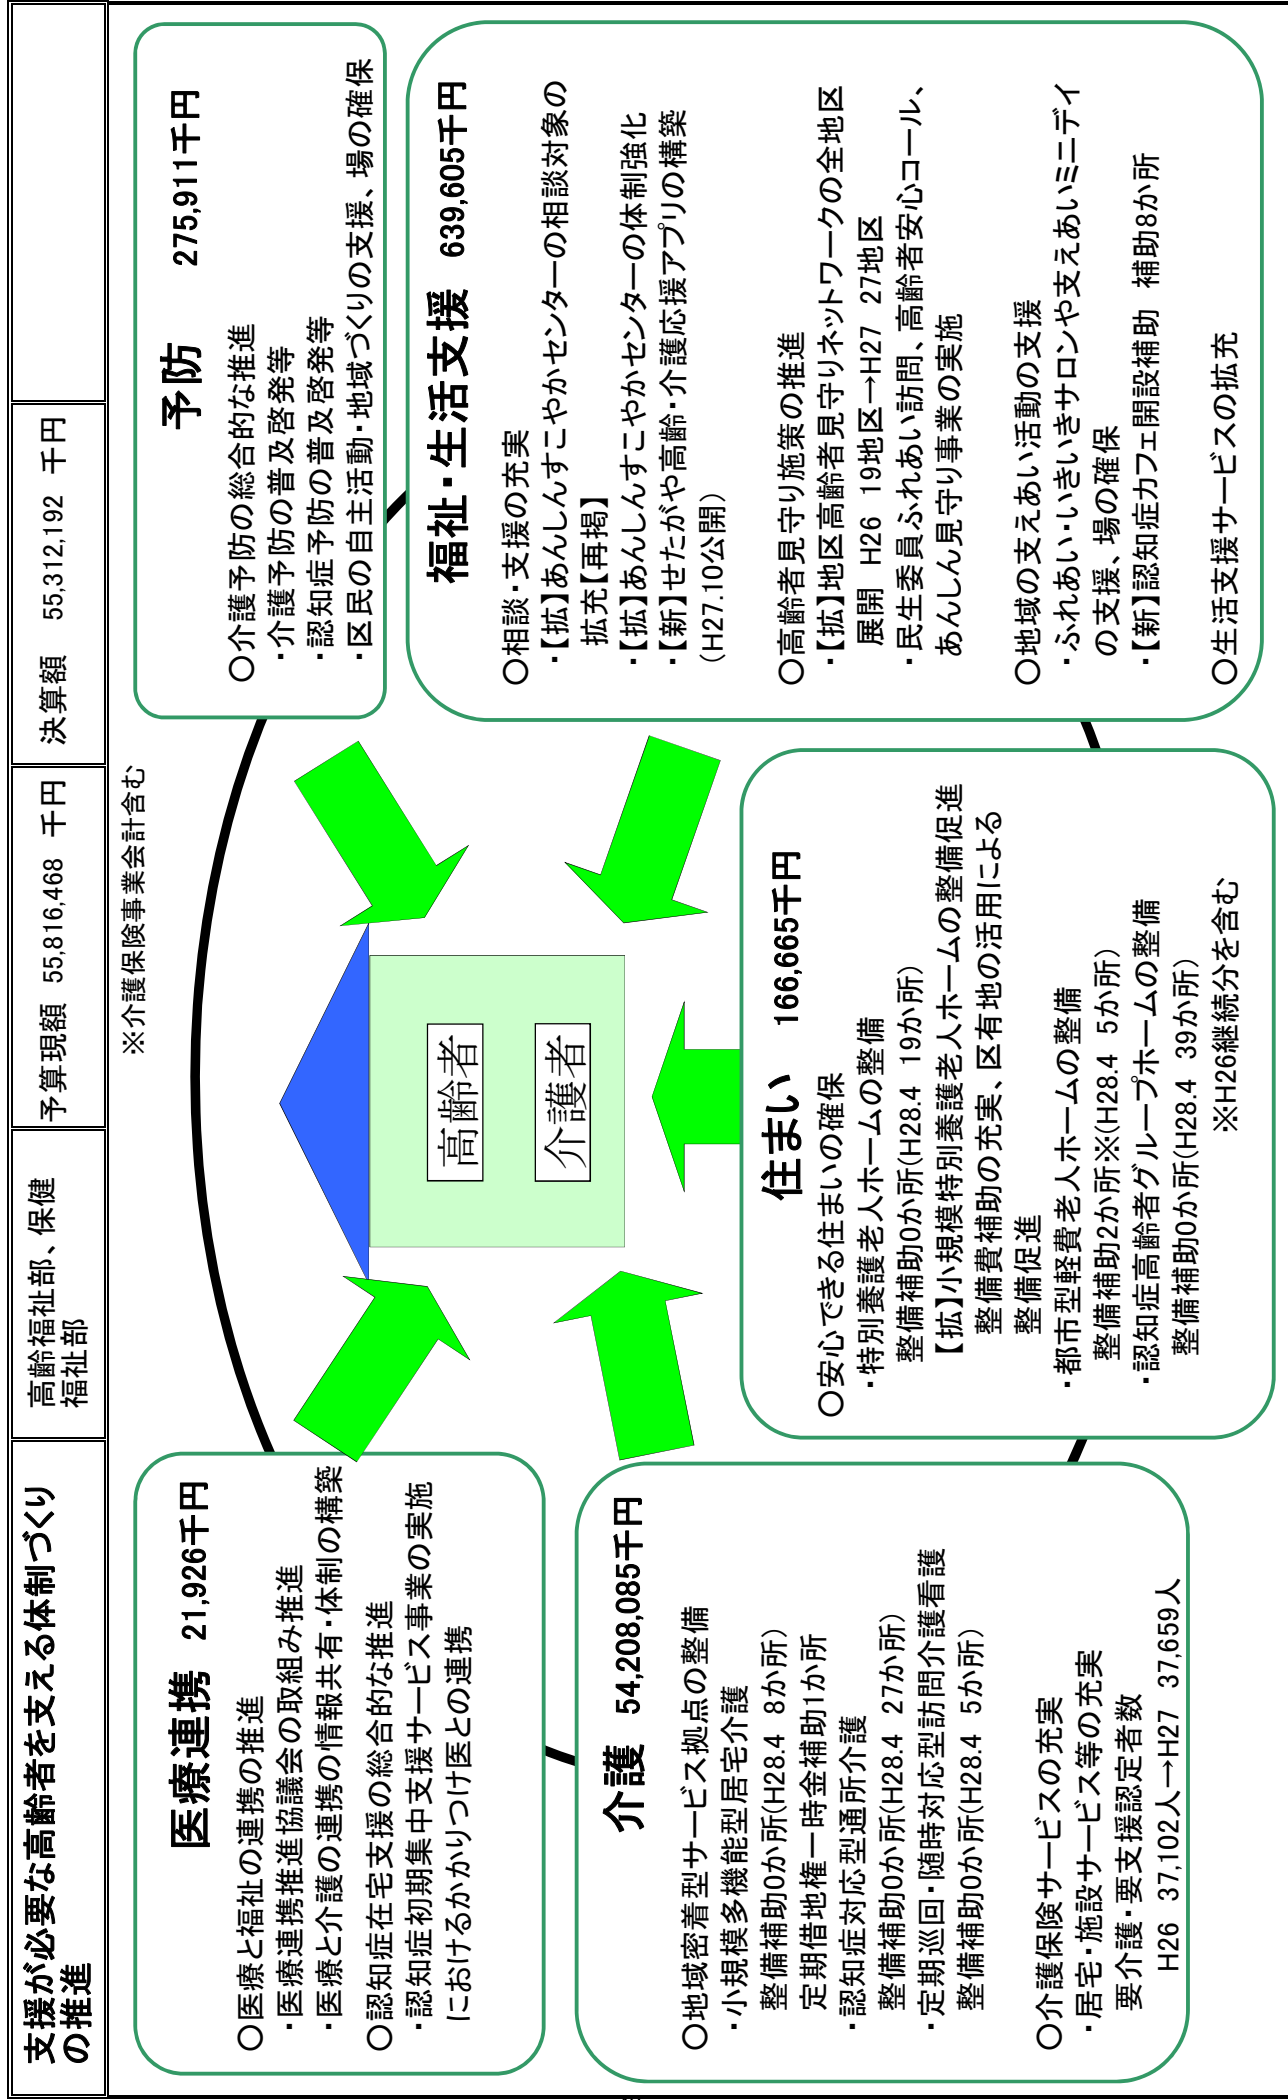 支援が必要な高齢者を支える体制づくり
の推進
高齢福祉部、保健
福祉部
予算現額 55,816,468 千円
決算額 55,312,192 千円
※介護保険事業会計含む
医療連携 21,926千円
○医療と福祉の連携の推進
・医療連携推進協議会の取組み推進
・医療と介護の連携の情報共有・体制の構築
○認知症在宅支援の総合的な推進
・認知症初期集中支援サービス事業の実施
におけるかかりつけ医との連携
予防 275,911千円
○介護予防の総合的な推進
・介護予防の普及啓発等
・認知症予防の普及啓発等
・区民の自主活動・地域づくりの支援、場の確保
高齢者
介護者
介護 54,208,085千円
○地域密着型サービス拠点の整備
・小規模多機能型居宅介護
整備補助0か所(H28.4 8か所)
定期借地権一時金補助1か所
・認知症対応型通所介護
整備補助0か所(H28.4 27か所)
・定期巡回・随時対応型訪問介護看護
整備補助0か所(H28.4 5か所)
○介護保険サービスの充実
・居宅・施設サービス等の充実
要介護・要支援認定者数
H26 37,102人→H27 37,659人
住まい 166,665千円
○安心できる住まいの確保
・特別養護老人ホームの整備
整備補助0か所(H28.4 19か所)
【拡】小規模特別養護老人ホームの整備促進
整備費補助の充実、区有地の活用による
整備促進
・都市型軽費老人ホームの整備
整備補助2か所※(H28.4 5か所)
・認知症高齢者グループホームの整備
整備補助0か所(H28.4 39か所)
※H26継続分を含む
福祉・生活支援 639,605千円
○相談・支援の充実
・【拡】あんしんすこやかセンターの相談対象の
拡充【再掲】
・【拡】あんしんすこやかセンターの体制強化
・【新】せたがや高齢・介護応援アプリの構築
(H27.10公開)
○高齢者見守り施策の推進
・【拡】地区高齢者見守りネットワークの全地区
展開 H26 19地区→H27 27地区
・民生委員ふれあい訪問、高齢者安心コール、
あんしん見守り事業の実施
○地域の支えあい活動の支援
・ふれあい・いきいきサロンや支えあいミニデイ
の支援、場の確保
・【新】認知症カフェ開設補助 補助8か所
○生活支援サービスの拡充